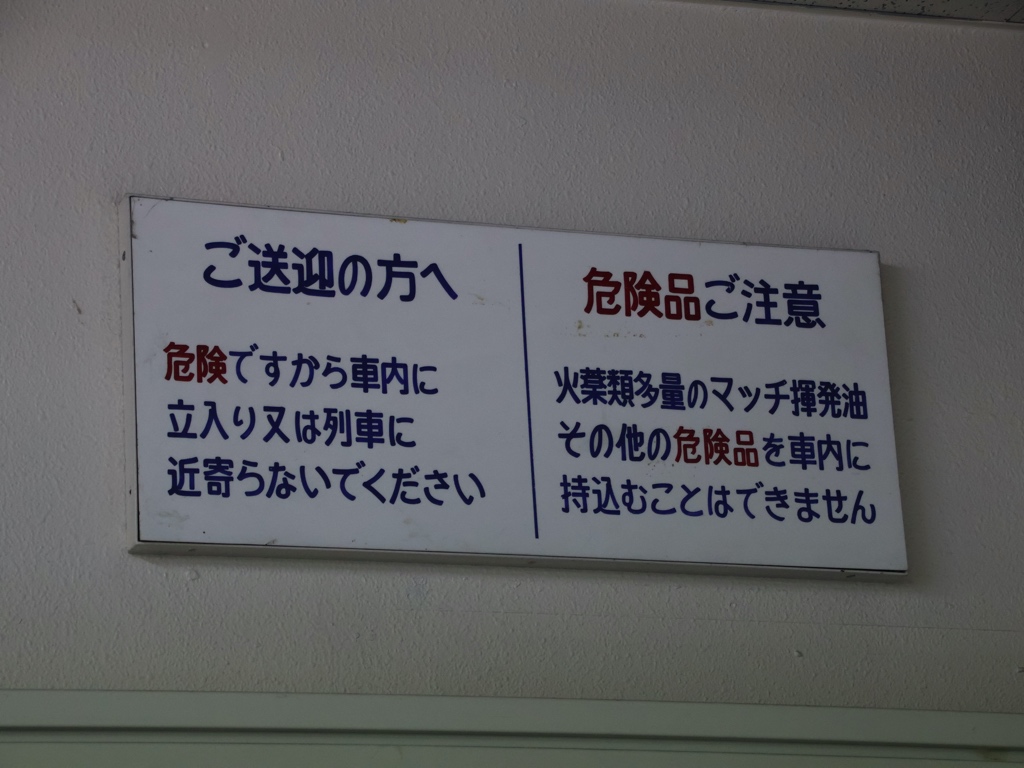 ご送迎の方へ
危険ですから車内に
立入り又は列車に
近寄らないでください
危険品ご注意
火薬類多量のマッチ揮発油
その他の危険品を車内に
持込むことはできません